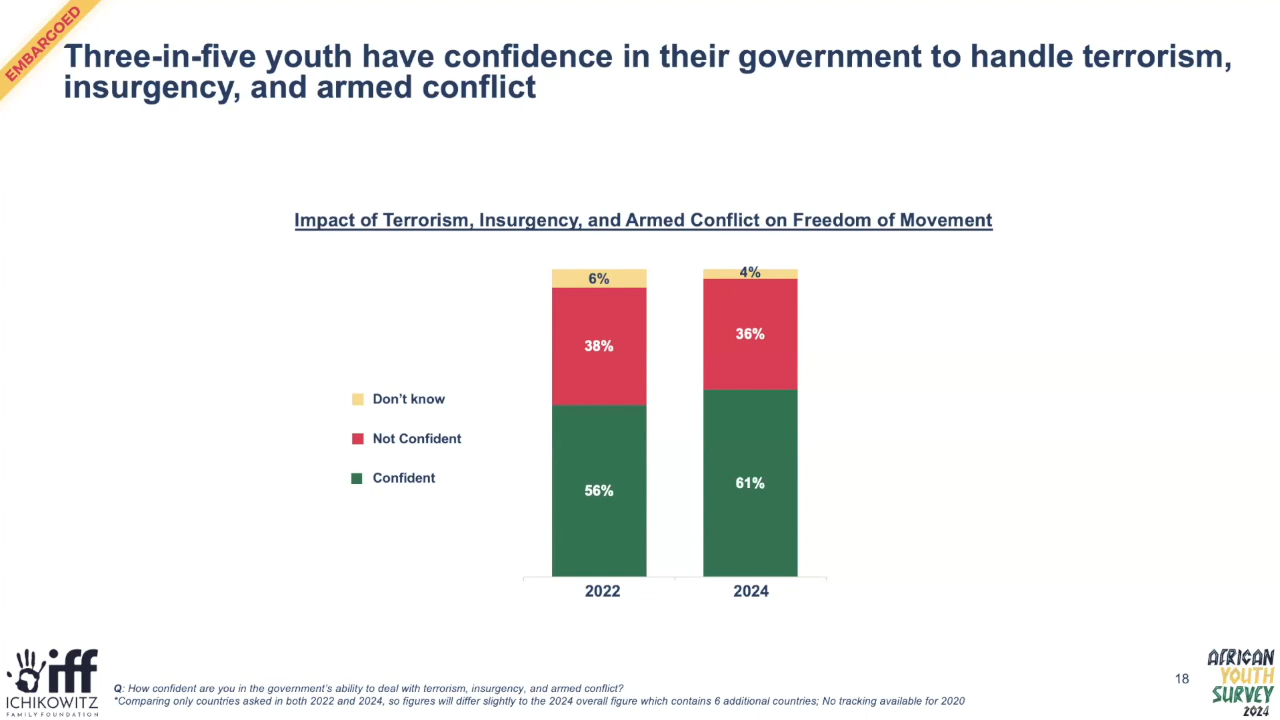 EMBARGOED
Three-in-five youth have confidence in their government to handle terrorism,
insurgency, and armed conflict
Impact of Terrorism, Insurgency, and Armed Conflict on Freedom of Movement
6%
4%
38%
36%
Don’t know
Not Confident
Confident
56%
61%
2022
2024
iff
ICHIKOWITZ
FAMILY FOUNDATION
Q: How confident are you in the government’s ability to deal with terrorism, insurgency, and armed conflict?
*Comparing only countries asked in both 2022 and 2024, so figures will differ slightly to the 2024 overall figure which contains 6 additional countries; No tracking available for 2020
18
AFRICAN
YOUTH
SURVEY
2024